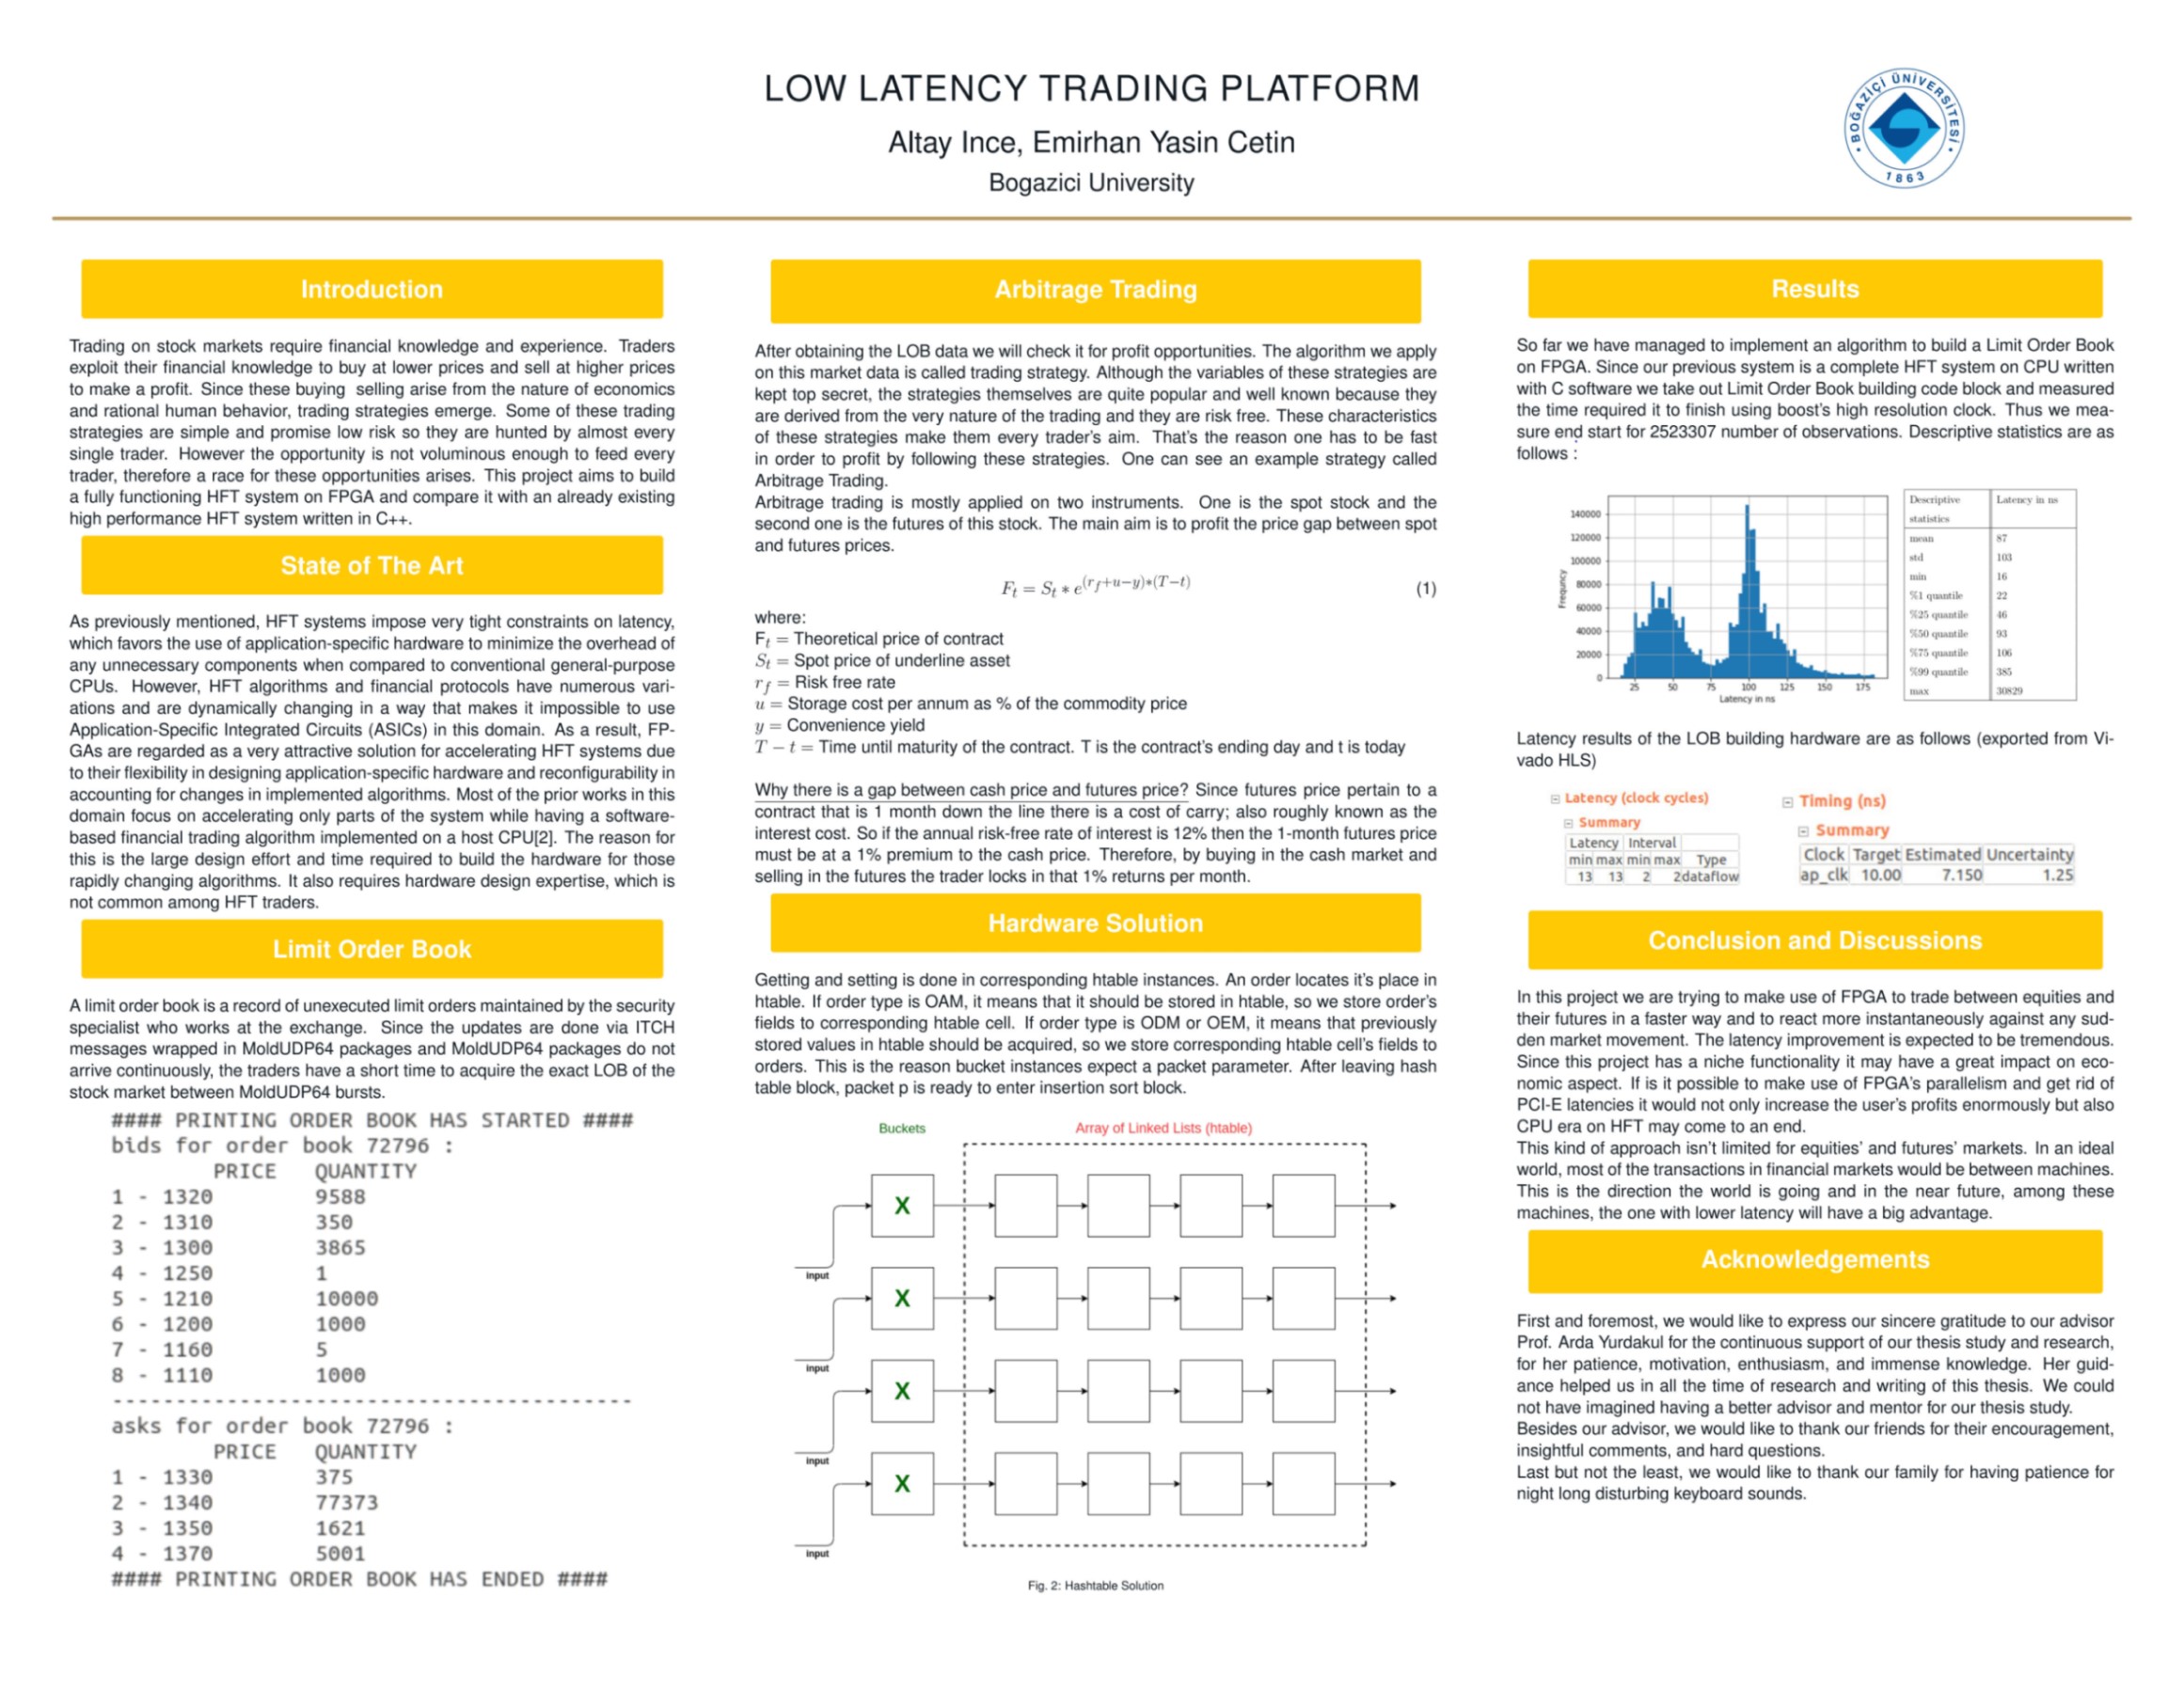 LOW LATENCY TRADING PLATFORM
Altay Ince, Emirhan Yasin Cetin
Bogazici University
BOĞAZİÇİ ÜNİVERSİTESİ
1863
Introduction
Trading on stock markets require financial knowledge and experience. Traders
exploit their financial knowledge to buy at lower prices and sell at higher prices
to make a profit. Since these buying selling arise from the nature of economics
and rational human behavior, trading strategies emerge. Some of these trading
strategies are simple and promise low risk so they are hunted by almost every
single trader. However the opportunity is not voluminous enough to feed every
trader, therefore a race for these opportunities arises. This project aims to build
a fully functioning HFT system on FPGA and compare it with an already existing
high performance HFT system written in C++.
State of The Art
As previously mentioned, HFT systems impose very tight constraints on latency,
which favors the use of application-specific hardware to minimize the overhead of
any unnecessary components when compared to conventional general-purpose
CPUs. However, HFT algorithms and financial protocols have numerous vari-
ations and are dynamically changing in a way that makes it impossible to use
Application-Specific Integrated Circuits (ASICs) in this domain. As a result, FP-
GAs are regarded as a very attractive solution for accelerating HFT systems due
to their flexibility in designing application-specific hardware and reconfigurability in
accounting for changes in implemented algorithms. Most of the prior works in this
domain focus on accelerating only parts of the system while having a software-
based financial trading algorithm implemented on a host CPU[2]. The reason for
this is the large design effort and time required to build the hardware for those
rapidly changing algorithms. It also requires hardware design expertise, which is
not common among HFT traders.
Limit Order Book
A limit order book is a record of unexecuted limit orders maintained by the security
specialist who works at the exchange. Since the updates are done via ITCH
messages wrapped in MoldUDP64 packages and MoldUDP64 packages do not
arrive continuously, the traders have a short time to acquire the exact LOB of the
stock market between MoldUDP64 bursts.
#### PRINTING ORDER BOOK HAS STARTED ####
bids for order book 72796 :
PRICE QUANTITY
1 - 1320 9588
2 - 1310 350
3 - 1300 3865
4 - 1250 1
5 - 1210 10000
6 - 1200 1000
7 - 1160 5
8 - 1110 1000
-----------------------------------------
asks for order book 72796 :
PRICE QUANTITY
1 - 1330 375
2 - 1340 77373
3 - 1350 1621
4 - 1370 5001
#### PRINTING ORDER BOOK HAS ENDED ####
Arbitrage Trading
After obtaining the LOB data we will check it for profit opportunities. The algorithm we apply
on this market data is called trading strategy. Although the variables of these strategies are
kept top secret, the strategies themselves are quite popular and well known because they
are derived from the very nature of the trading and they are risk free. These characteristics
of these strategies make them every trader's aim. That's the reason one has to be fast
in order to profit by following these strategies. One can see an example strategy called
Arbitrage Trading.
Arbitrage trading is mostly applied on two instruments. One is the spot stock and the
second one is the futures of this stock. The main aim is to profit the price gap between spot
and futures prices.
F_t = S_t ∗ e^(r_f+u−y)∗(T−t) (1)
where:
F_t = Theoretical price of contract
S_t = Spot price of underline asset
r_f = Risk free rate
u = Storage cost per annum as % of the commodity price
y = Convenience yield
T − t = Time until maturity of the contract. T is the contract's ending day and t is today
Why there is a gap between cash price and futures price? Since futures price pertain to a
contract that is 1 month down the line there is a cost of carry; also roughly known as the
interest cost. So if the annual risk-free rate of interest is 12% then the 1-month futures price
must be at a 1% premium to the cash price. Therefore, by buying in the cash market and
selling in the futures the trader locks in that 1% returns per month.
Hardware Solution
Getting and setting is done in corresponding htable instances. An order locates it's place in
htable. If order type is OAM, it means that it should be stored in htable, so we store order's
fields to corresponding htable cell. If order type is ODM or OEM, it means that previously
stored values in htable should be acquired, so we store corresponding htable cell's fields to
orders. This is the reason bucket instances expect a packet parameter. After leaving hash
table block, packet p is ready to enter insertion sort block.
Buckets Array of Linked Lists (htable)
X
input
X
input
X
input
X
input
Fig. 2: Hashtable Solution
Results
So far we have managed to implement an algorithm to build a Limit Order Book
on FPGA. Since our previous system is a complete HFT system on CPU written
with C software we take out Limit Order Book building code block and measured
the time required it to finish using boost's high resolution clock. Thus we mea-
sure end start for 2523307 number of observations. Descriptive statistics are as
follows :
140000
120000
100000
80000
60000
40000
20000
0
Frequncy
25 50 75 100 125 150 175
Latency in ns
Descriptive statistics Latency in ns
mean 87
std 103
min 16
%1 quantile 22
%25 quantile 46
%50 quantile 93
%75 quantile 106
%99 quantile 385
max 30829
Latency results of the LOB building hardware are as follows (exported from Vi-
vado HLS)
Latency (clock cycles)
Summary
Latency Interval
min max min max Type
13 13 2 2 dataflow
Timing (ns)
Summary
Clock Target Estimated Uncertainty
ap_clk 10.00 7.150 1.25
Conclusion and Discussions
In this project we are trying to make use of FPGA to trade between equities and
their futures in a faster way and to react more instantaneously against any sud-
den market movement. The latency improvement is expected to be tremendous.
Since this project has a niche functionality it may have a great impact on eco-
nomic aspect. If is it possible to make use of FPGA's parallelism and get rid of
PCI-E latencies it would not only increase the user's profits enormously but also
CPU era on HFT may come to an end.
This kind of approach isn't limited for equities' and futures' markets. In an ideal
world, most of the transactions in financial markets would be between machines.
This is the direction the world is going and in the near future, among these
machines, the one with lower latency will have a big advantage.
Acknowledgements
First and foremost, we would like to express our sincere gratitude to our advisor
Prof. Arda Yurdakul for the continuous support of our thesis study and research,
for her patience, motivation, enthusiasm, and immense knowledge. Her guid-
ance helped us in all the time of research and writing of this thesis. We could
not have imagined having a better advisor and mentor for our thesis study.
Besides our advisor, we would like to thank our friends for their encouragement,
insightful comments, and hard questions.
Last but not the least, we would like to thank our family for having patience for
night long disturbing keyboard sounds.